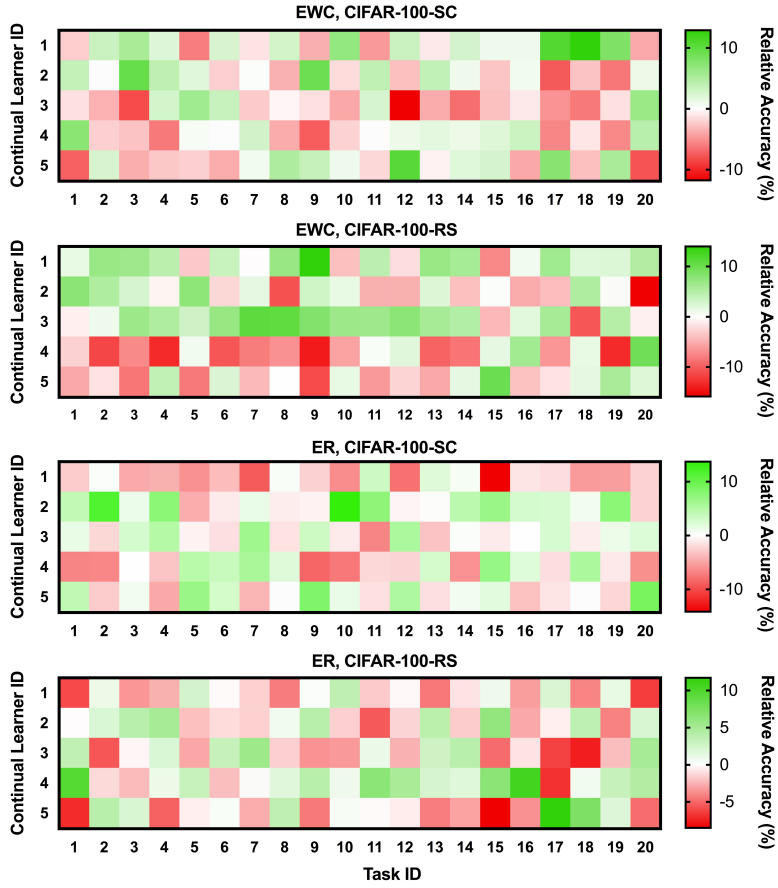 EWC, CIFAR-100-SC
Continual Learner ID
1
2
3
4
5
1 2 3 4 5 6 7 8 9 10 11 12 13 14 15 16 17 18 19 20
10
0
-10
Relative Accuracy (%)
EWC, CIFAR-100-RS
Continual Learner ID
1
2
3
4
5
1 2 3 4 5 6 7 8 9 10 11 12 13 14 15 16 17 18 19 20
10
0
-10
Relative Accuracy (%)
ER, CIFAR-100-SC
Continual Learner ID
1
2
3
4
5
1 2 3 4 5 6 7 8 9 10 11 12 13 14 15 16 17 18 19 20
10
5
0
-5
-10
Relative Accuracy (%)
ER, CIFAR-100-RS
Continual Learner ID
1
2
3
4
5
1 2 3 4 5 6 7 8 9 10 11 12 13 14 15 16 17 18 19 20
10
5
0
-5
Relative Accuracy (%)
Task ID